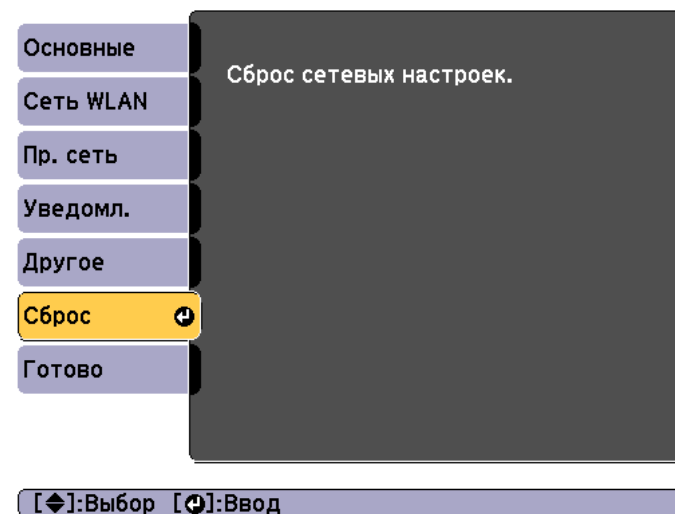 Основные
Сброс сетевых настроек.
Сеть WLAN
Пр. сеть
Уведомл.
Другое
Сброс
Готово
[◆]:Выбор [⏎]:Ввод